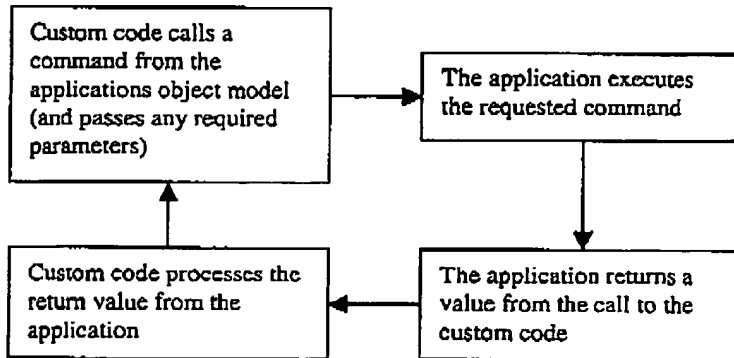 Custom code calls a
command from the
applications object model
(and passes any required
parameters)
The application executes
the requested command
The application returns a
value from the call to the
custom code
Custom code processes the
return value from the
application